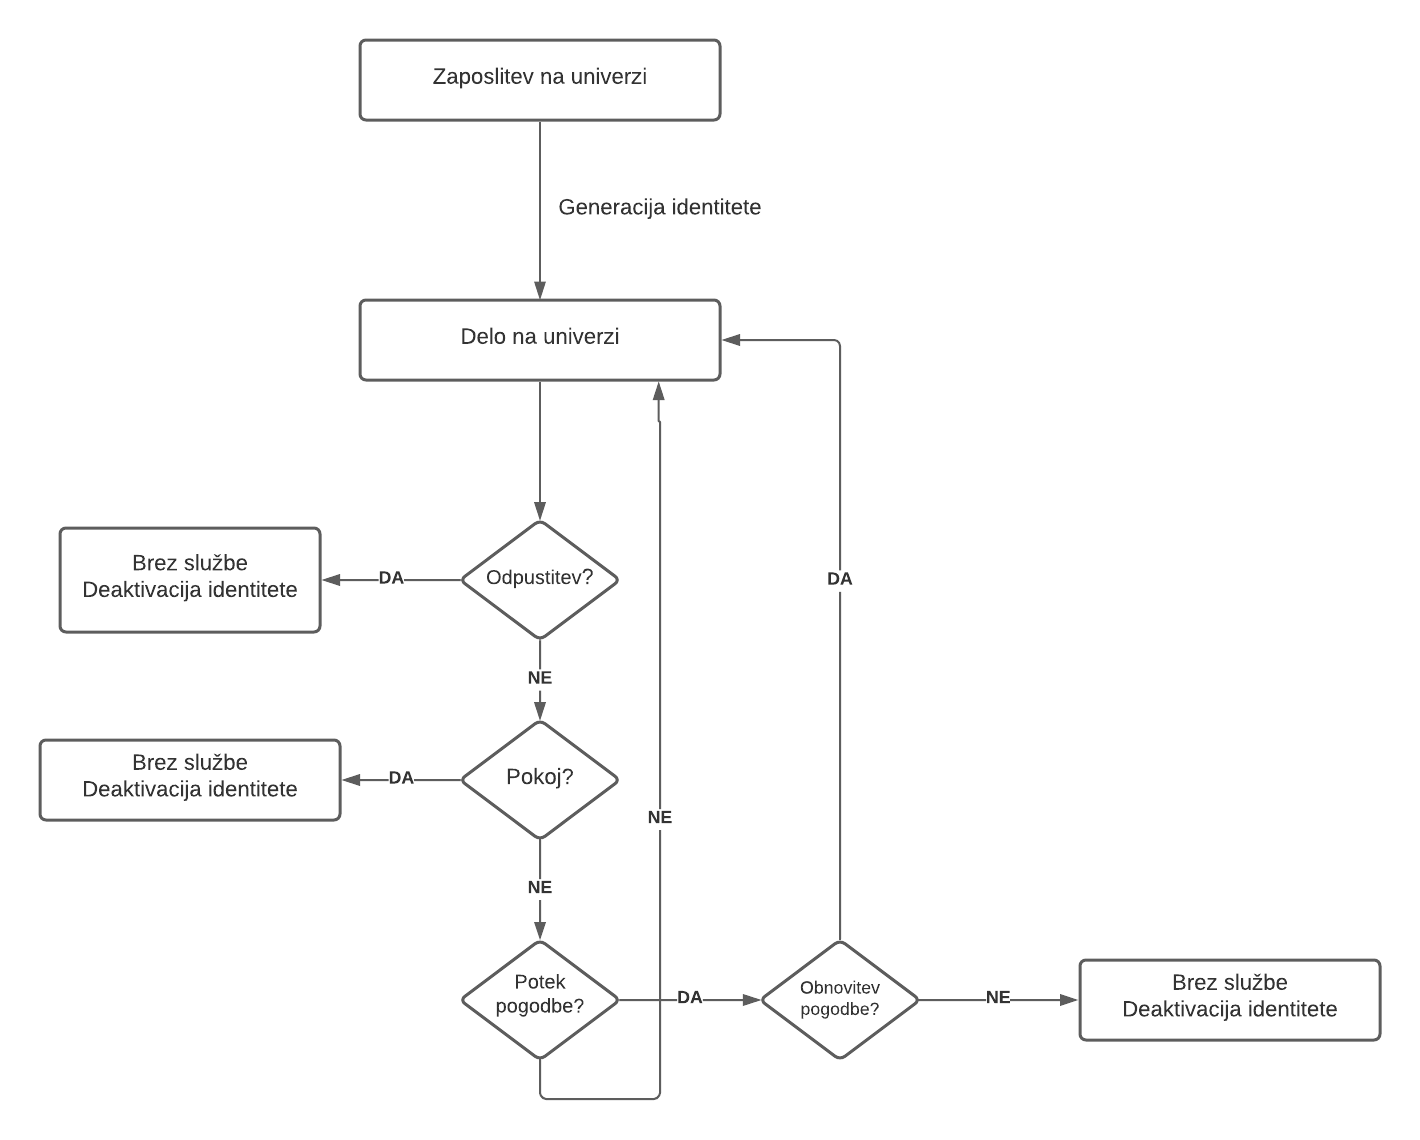 Zaposlitev na univerzi
Generacija identitete
Delo na univerzi
Brez službe
Deaktivacija identitete
DA
Odpustitev?
DA
NE
Brez službe
Deaktivacija identitete
DA
Pokoj?
NE
NE
Potek
pogodbe?
DA
Obnovitev
pogodbe?
NE
Brez službe
Deaktivacija identitete